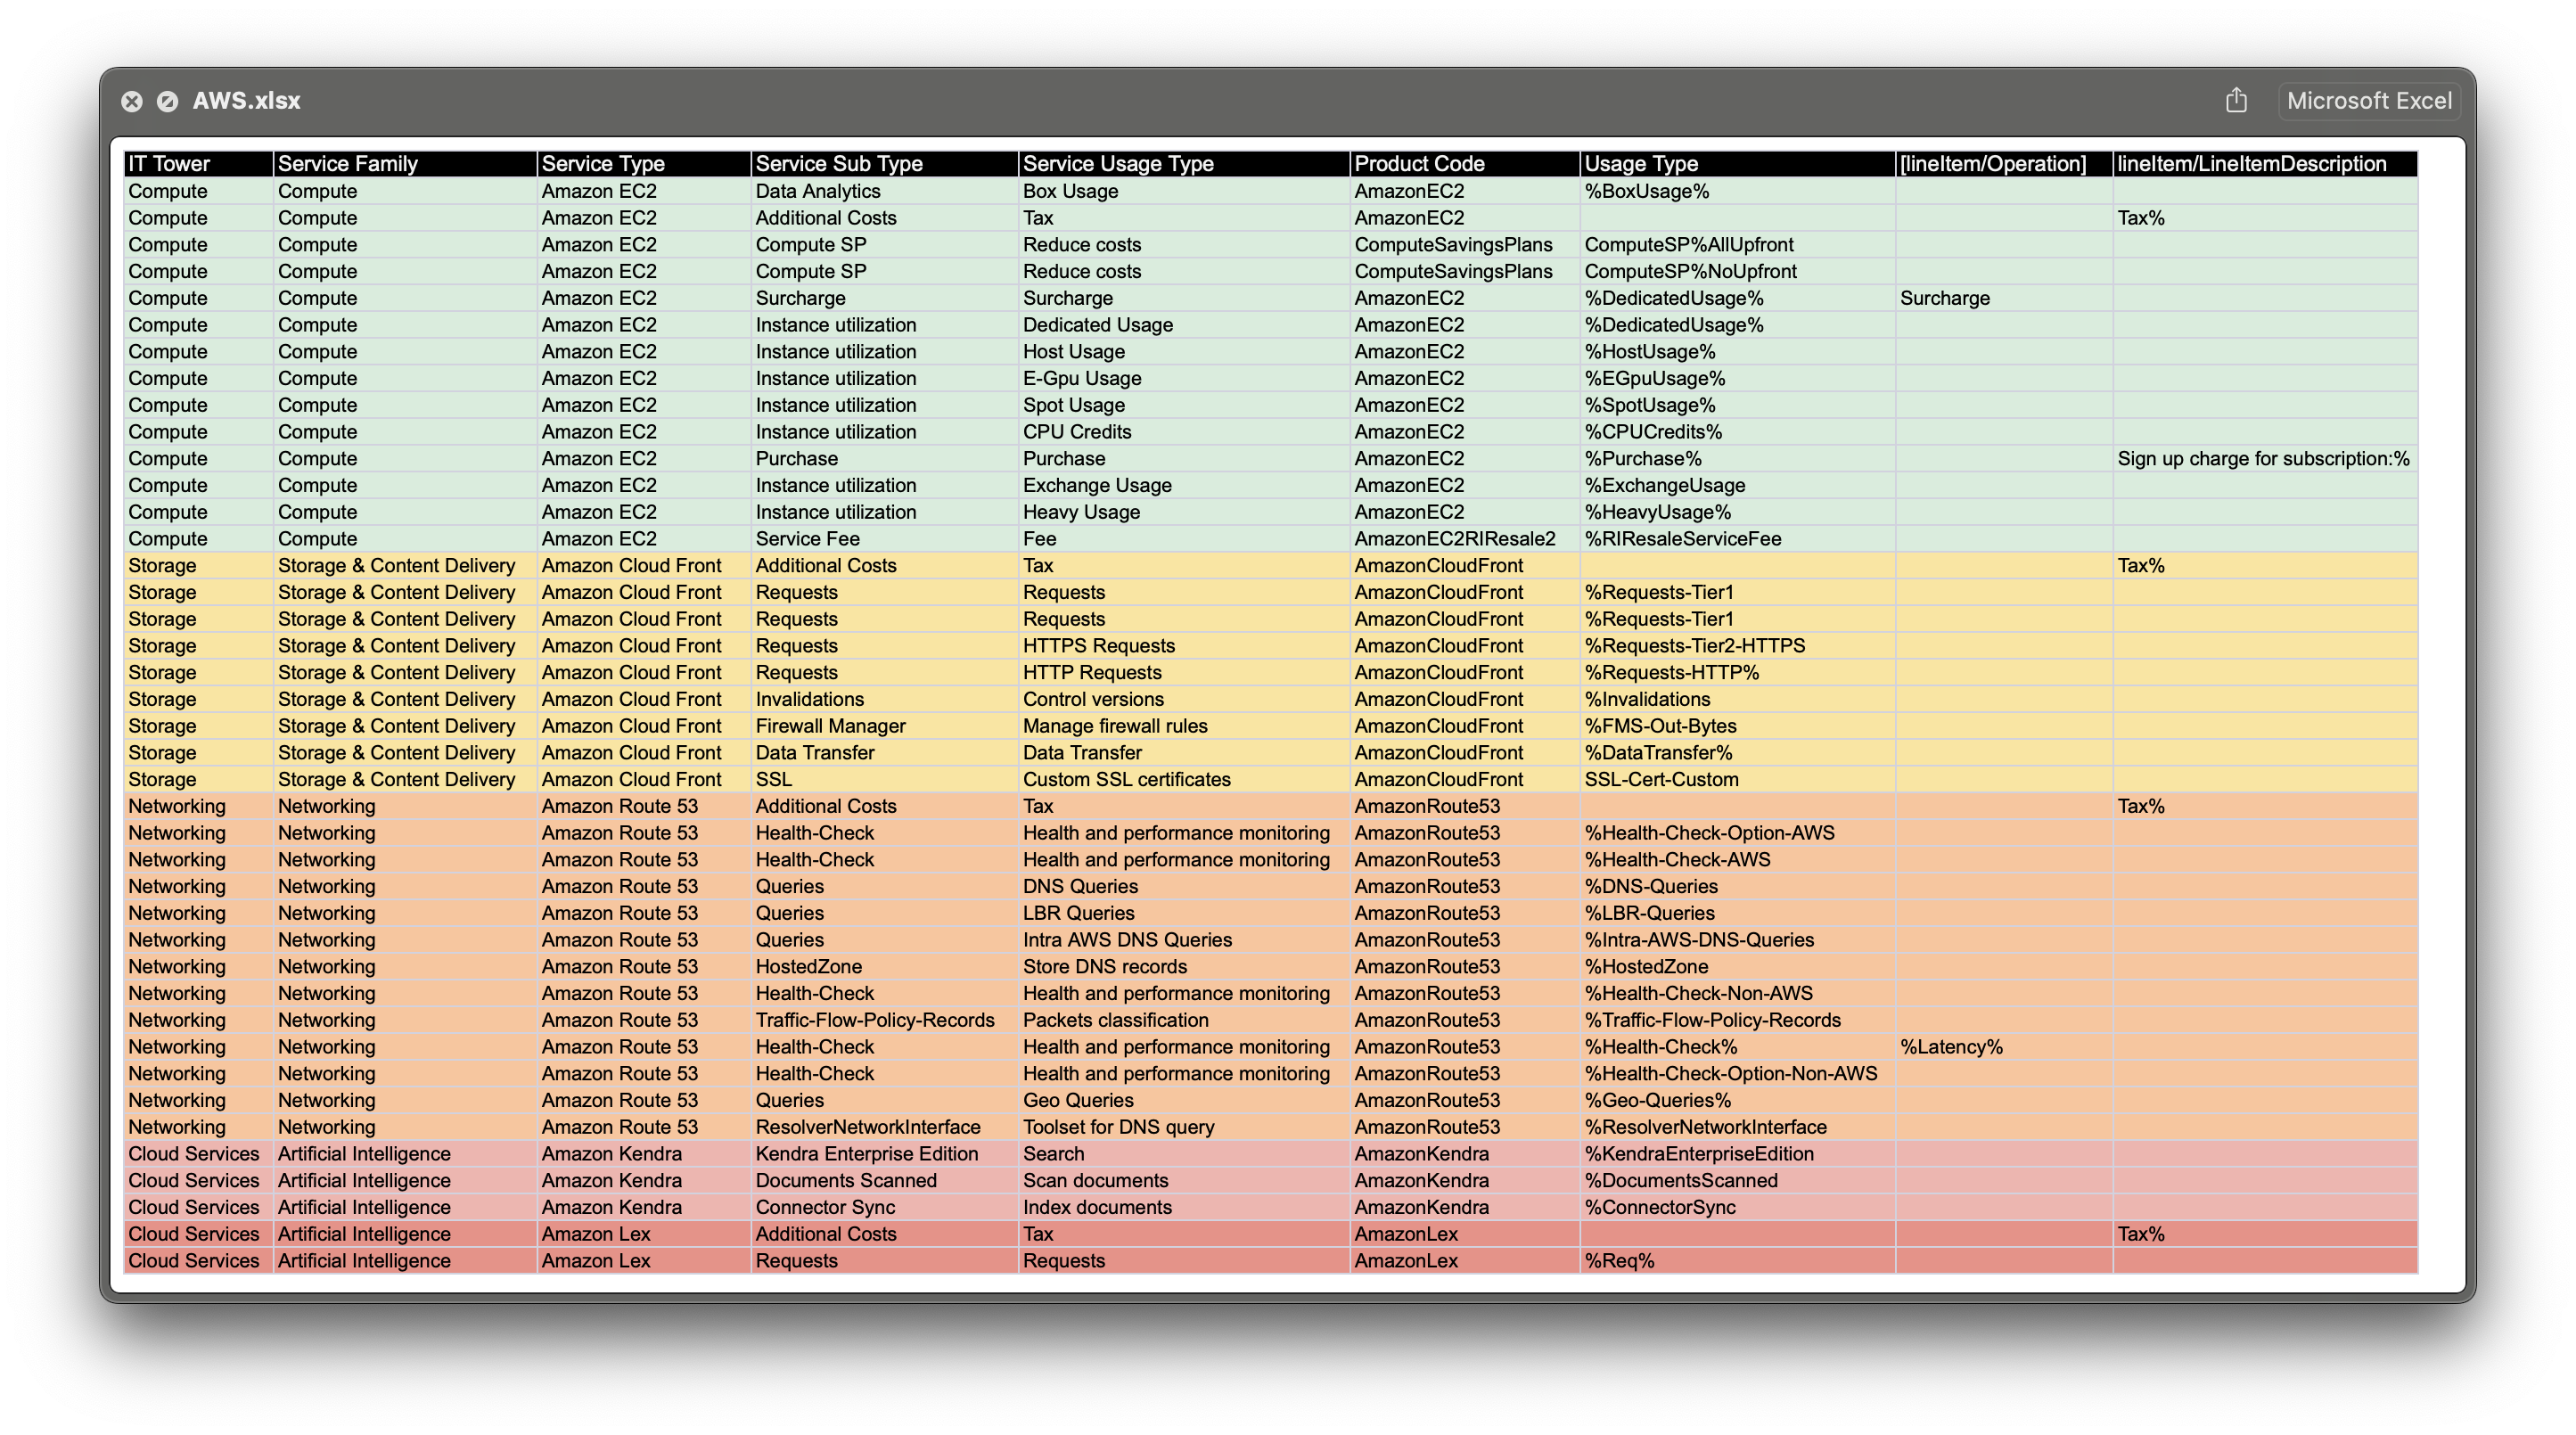 AWS.xlsx Microsoft Excel
IT Tower Service Family Service Type Service Sub Type Service Usage Type Product Code Usage Type [lineItem/Operation] lineItem/LineItemDescription
Compute Compute Amazon EC2 Data Analytics Box Usage AmazonEC2 %BoxUsage%
Compute Compute Amazon EC2 Additional Costs Tax AmazonEC2 Tax%
Compute Compute Amazon EC2 Compute SP Reduce costs ComputeSavingsPlans ComputeSP%AllUpfront
Compute Compute Amazon EC2 Compute SP Reduce costs ComputeSavingsPlans ComputeSP%NoUpfront
Compute Compute Amazon EC2 Surcharge Surcharge AmazonEC2 %DedicatedUsage% Surcharge
Compute Compute Amazon EC2 Instance utilization Dedicated Usage AmazonEC2 %DedicatedUsage%
Compute Compute Amazon EC2 Instance utilization Host Usage AmazonEC2 %HostUsage%
Compute Compute Amazon EC2 Instance utilization E-Gpu Usage AmazonEC2 %EGpuUsage%
Compute Compute Amazon EC2 Instance utilization Spot Usage AmazonEC2 %SpotUsage%
Compute Compute Amazon EC2 Instance utilization CPU Credits AmazonEC2 %CPUCredits%
Compute Compute Amazon EC2 Purchase Purchase AmazonEC2 %Purchase% Sign up charge for subscription:%
Compute Compute Amazon EC2 Instance utilization Exchange Usage AmazonEC2 %ExchangeUsage
Compute Compute Amazon EC2 Instance utilization Heavy Usage AmazonEC2 %HeavyUsage%
Compute Compute Amazon EC2 Service Fee Fee AmazonEC2RIResale2 %RIResaleServiceFee
Storage Storage & Content Delivery Amazon Cloud Front Additional Costs Tax AmazonCloudFront Tax%
Storage Storage & Content Delivery Amazon Cloud Front Requests Requests AmazonCloudFront %Requests-Tier1
Storage Storage & Content Delivery Amazon Cloud Front Requests Requests AmazonCloudFront %Requests-Tier1
Storage Storage & Content Delivery Amazon Cloud Front Requests HTTPS Requests AmazonCloudFront %Requests-Tier2-HTTPS
Storage Storage & Content Delivery Amazon Cloud Front Requests HTTP Requests AmazonCloudFront %Requests-HTTP%
Storage Storage & Content Delivery Amazon Cloud Front Invalidations Control versions AmazonCloudFront %Invalidations
Storage Storage & Content Delivery Amazon Cloud Front Firewall Manager Manage firewall rules AmazonCloudFront %FMS-Out-Bytes
Storage Storage & Content Delivery Amazon Cloud Front Data Transfer Data Transfer AmazonCloudFront %DataTransfer%
Storage Storage & Content Delivery Amazon Cloud Front SSL Custom SSL certificates AmazonCloudFront SSL-Cert-Custom
Networking Networking Amazon Route 53 Additional Costs Tax AmazonRoute53 Tax%
Networking Networking Amazon Route 53 Health-Check Health and performance monitoring AmazonRoute53 %Health-Check-Option-AWS
Networking Networking Amazon Route 53 Health-Check Health and performance monitoring AmazonRoute53 %Health-Check-AWS
Networking Networking Amazon Route 53 Queries DNS Queries AmazonRoute53 %DNS-Queries
Networking Networking Amazon Route 53 Queries LBR Queries AmazonRoute53 %LBR-Queries
Networking Networking Amazon Route 53 Queries Intra AWS DNS Queries AmazonRoute53 %Intra-AWS-DNS-Queries
Networking Networking Amazon Route 53 HostedZone Store DNS records AmazonRoute53 %HostedZone
Networking Networking Amazon Route 53 Health-Check Health and performance monitoring AmazonRoute53 %Health-Check-Non-AWS
Networking Networking Amazon Route 53 Traffic-Flow-Policy-Records Packets classification AmazonRoute53 %Traffic-Flow-Policy-Records
Networking Networking Amazon Route 53 Health-Check Health and performance monitoring AmazonRoute53 %Health-Check% %Latency%
Networking Networking Amazon Route 53 Health-Check Health and performance monitoring AmazonRoute53 %Health-Check-Option-Non-AWS
Networking Networking Amazon Route 53 Queries Geo Queries AmazonRoute53 %Geo-Queries%
Networking Networking Amazon Route 53 ResolverNetworkInterface Toolset for DNS query AmazonRoute53 %ResolverNetworkInterface
Cloud Services Artificial Intelligence Amazon Kendra Kendra Enterprise Edition Search AmazonKendra %KendraEnterpriseEdition
Cloud Services Artificial Intelligence Amazon Kendra Documents Scanned Scan documents AmazonKendra %DocumentsScanned
Cloud Services Artificial Intelligence Amazon Kendra Connector Sync Index documents AmazonKendra %ConnectorSync
Cloud Services Artificial Intelligence Amazon Lex Additional Costs Tax AmazonLex Tax%
Cloud Services Artificial Intelligence Amazon Lex Requests Requests AmazonLex %Req%